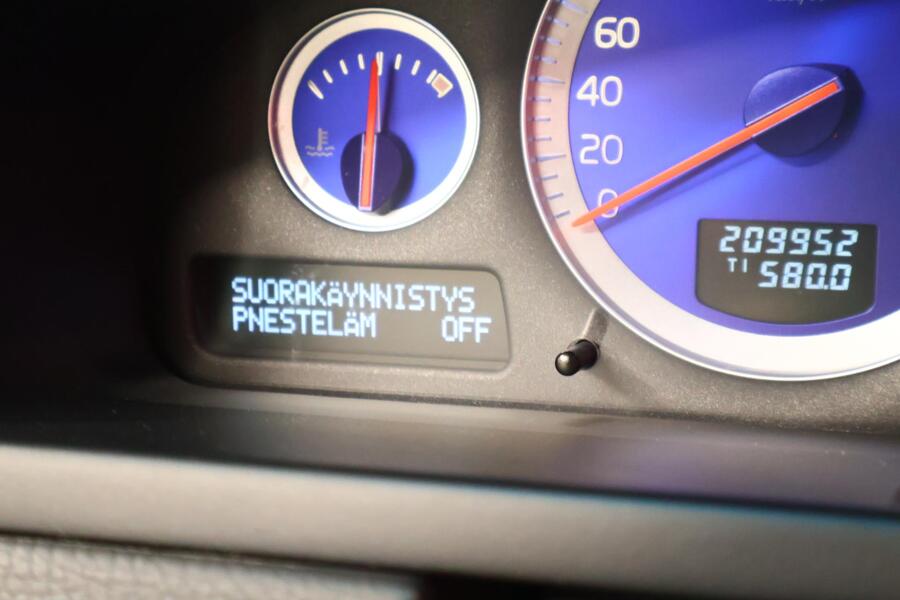 60
40
20
0
209952
T1 580.0
SUORAKÄYNNISTYS
PNESTELÄM OFF